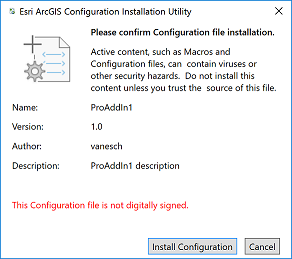 Esri ArcGIS Configuration Installation Utility
Please confirm Configuration file installation.
Active content, such as Macros and
Configuration files, can contain viruses or
other security hazards. Do not install this
content unless you trust the source of this file.
Name: ProAddIn1
Version: 1.0
Author: vanesch
Description: ProAddIn1 description
This Configuration file is not digitally signed.
Install Configuration Cancel